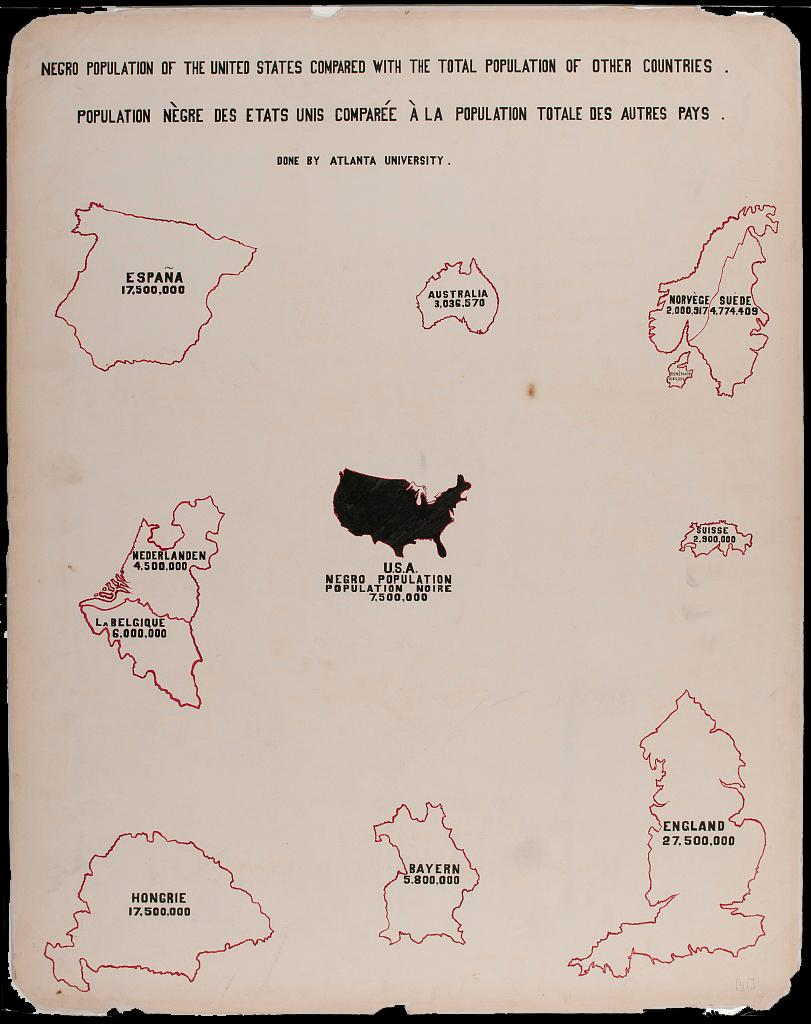 NEGRO POPULATION OF THE UNITED STATES COMPARED WITH THE TOTAL POPULATION OF OTHER COUNTRIES .
POPULATION NÈGRE DES ETATS UNIS COMPARÉE À LA POPULATION TOTALE DES AUTRES PAYS .
DONE BY ATLANTA UNIVERSITY .
ESPAÑA
17,500,000
AUSTRALIA
3,036,570
NORVÈGE
2,000,917
SUÈDE
4,774,409
NEDERLANDEN
4,500,000
LA BELGIQUE
6,000,000
U.S.A.
NEGRO POPULATION
POPULATION NOIRE
7,500,000
SUISSE
2,900,000
HONGRIE
17,500,000
BAYERN
5,800,000
ENGLAND
27,500,000